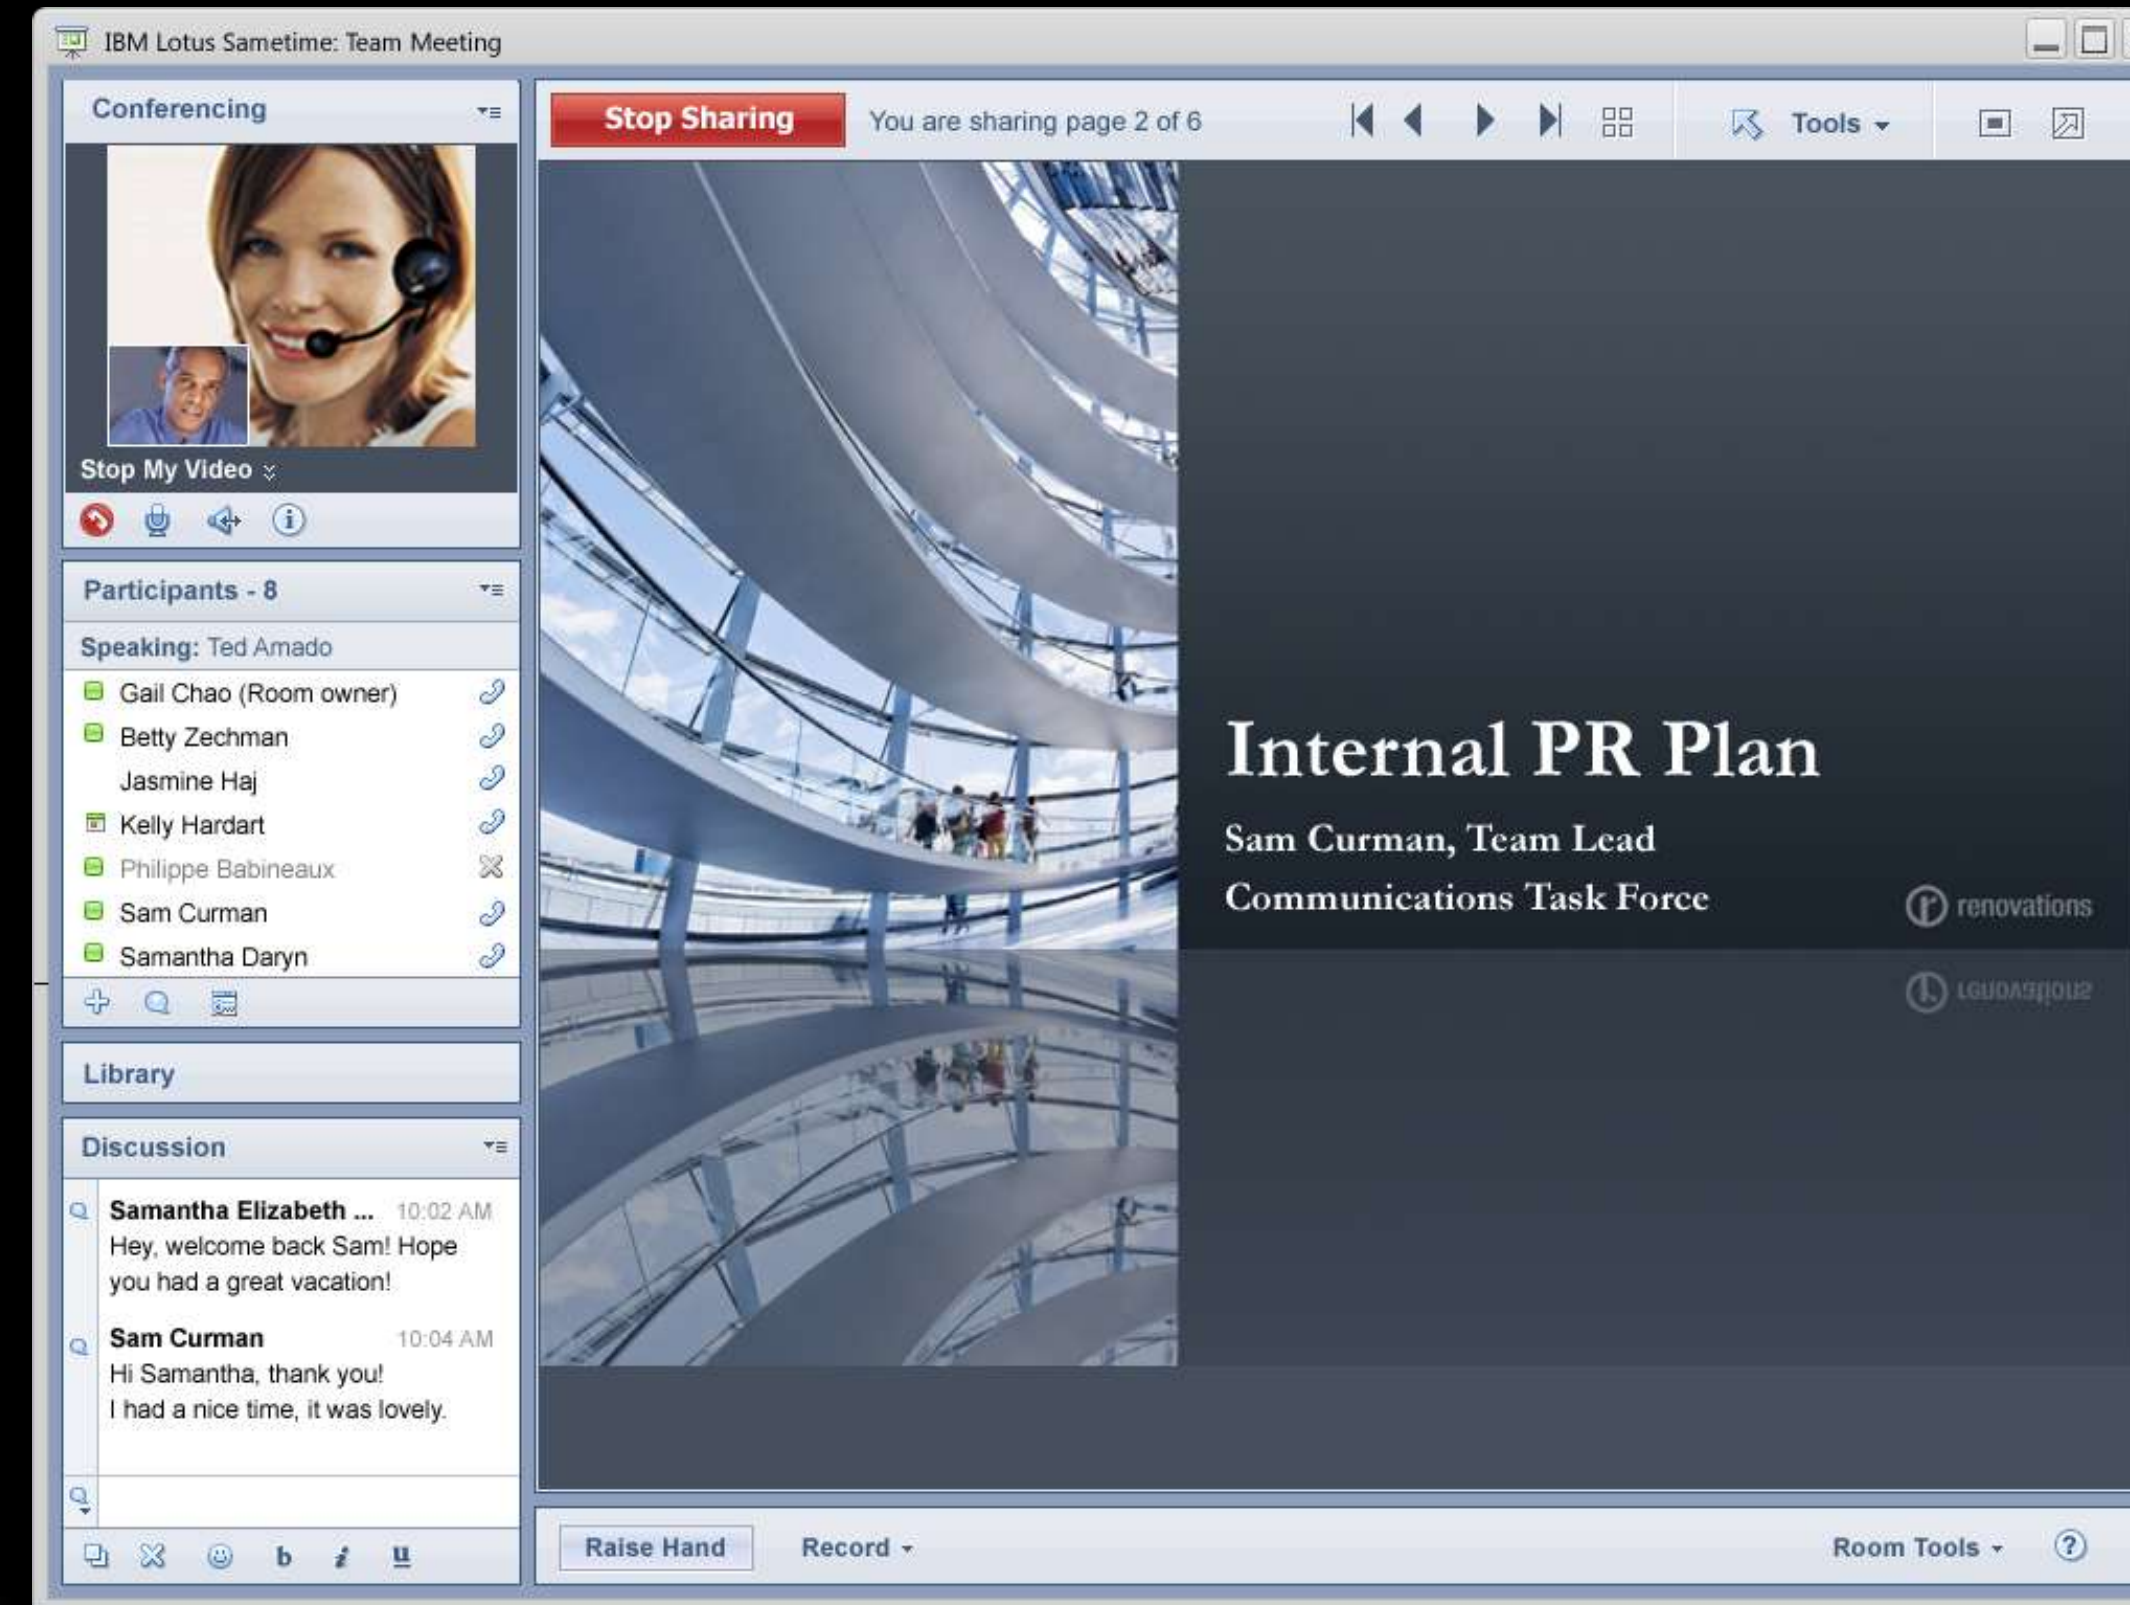 IBM Lotus Sametime: Team Meeting
Conferencing
Stop My Video
Participants - 8
Speaking: Ted Amado
Gail Chao (Room owner)
Betty Zechman
Jasmine Haj
Kelly Hardart
Philippe Babineaux
Sam Curman
Samantha Daryn
Library
Discussion
Samantha Elizabeth ... 10:02 AM
Hey, welcome back Sam! Hope
you had a great vacation!
Sam Curman 10:04 AM
Hi Samantha, thank you!
I had a nice time, it was lovely.
b i u
Stop Sharing You are sharing page 2 of 6 Tools
Internal PR Plan
Sam Curman, Team Lead
Communications Task Force
r renovations
renovations
Raise Hand Record Room Tools ?